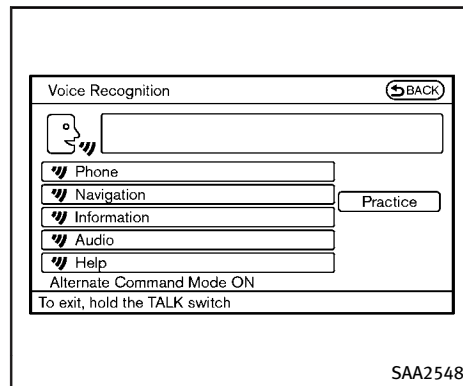 Voice Recognition
BACK
Phone
Navigation
Practice
Information
Audio
Help
Alternate Command Mode ON
To exit, hold the TALK switch
SAA2548